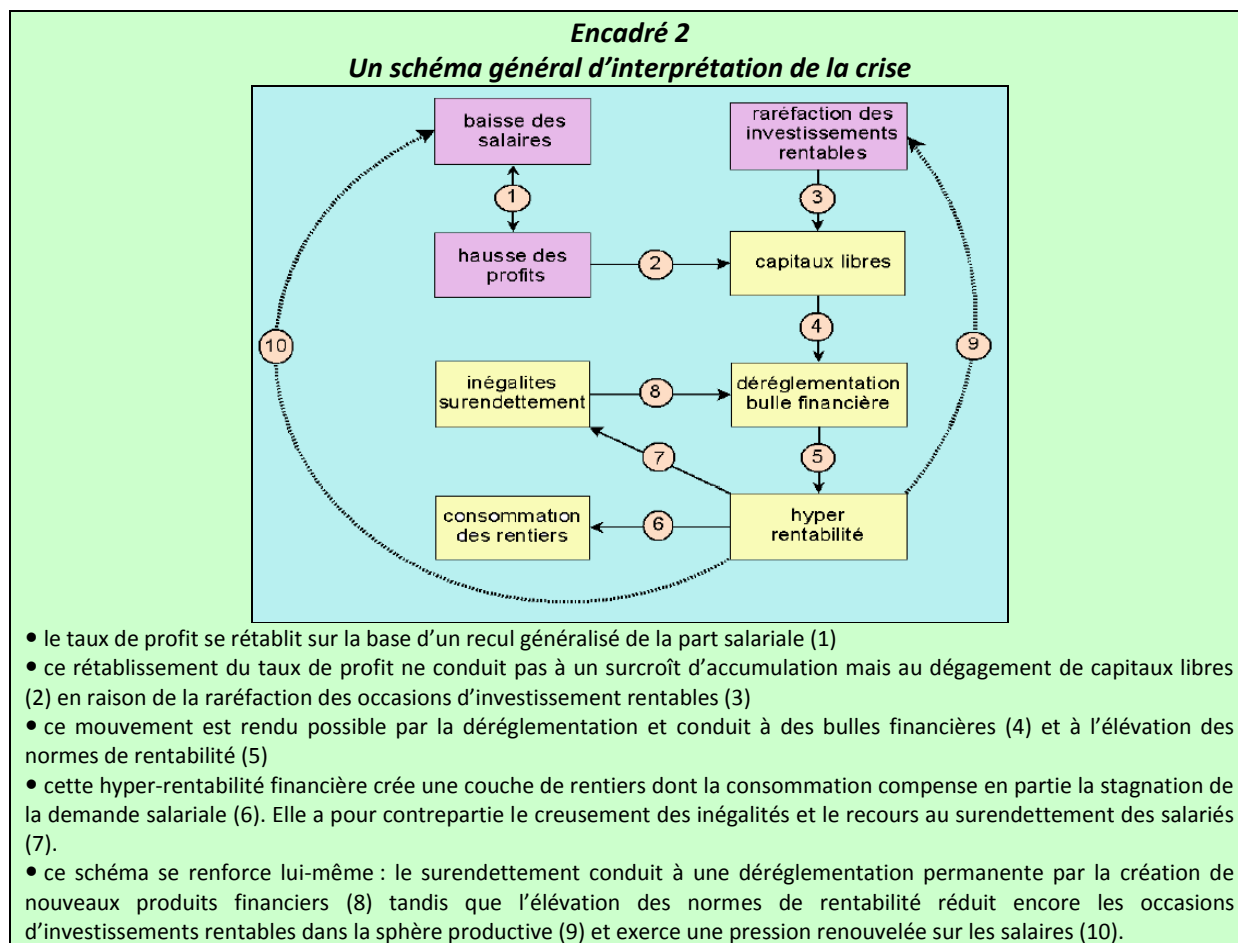 Encadré 2
Un schéma général d’interprétation de la crise
baisse des
salaires
raréfaction des
investissements
rentables
1
3
hausse des
profits
2
capitaux libres
4
10
9
inégalites
surendettement
8
déréglementation
bulle financière
7
5
consommation
des rentiers
6
hyper
rentabilité
• le taux de profit se rétablit sur la base d’un recul généralisé de la part salariale (1)
• ce rétablissement du taux de profit ne conduit pas à un surcroît d’accumulation mais au dégagement de capitaux libres
(2) en raison de la raréfaction des occasions d’investissement rentables (3)
• ce mouvement est rendu possible par la déréglementation et conduit à des bulles financières (4) et à l’élévation des
normes de rentabilité (5)
• cette hyper-rentabilité financière crée une couche de rentiers dont la consommation compense en partie la stagnation de
la demande salariale (6). Elle a pour contrepartie le creusement des inégalités et le recours au surendettement des salariés
(7).
• ce schéma se renforce lui-même : le surendettement conduit à une déréglementation permanente par la création de
nouveaux produits financiers (8) tandis que l’élévation des normes de rentabilité réduit encore les occasions
d’investissements rentables dans la sphère productive (9) et exerce une pression renouvelée sur les salaires (10).